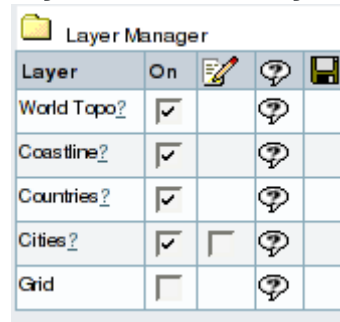 Layer Manager
Layer On
World Topo?
Coastline?
Countries?
Cities?
Grid